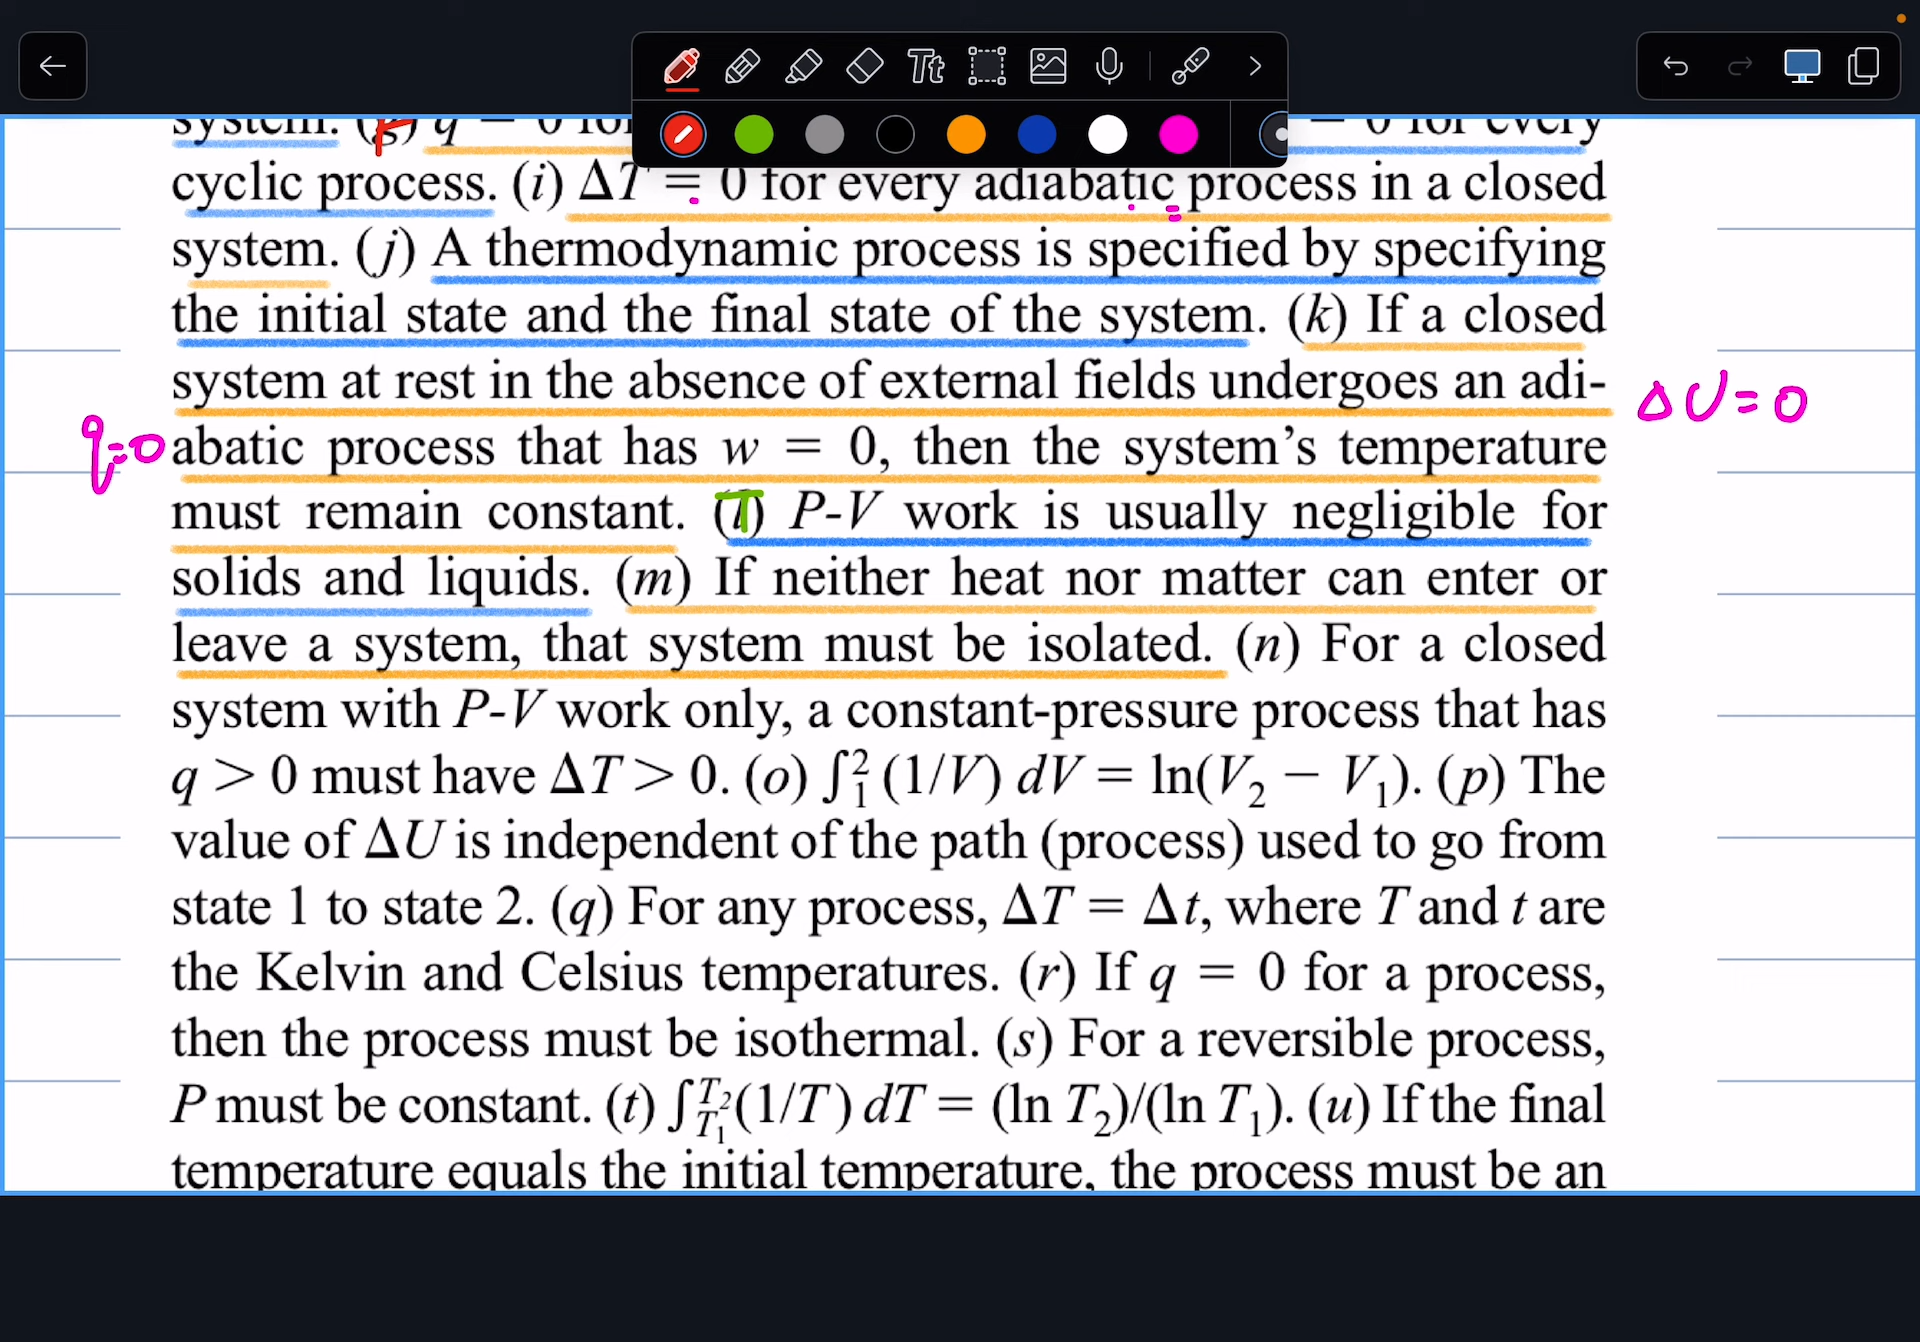 Tt
system. (g) q = 0 for = 0 for every
cyclic process. (i) ΔT = 0 for every adiabatic process in a closed
system. (j) A thermodynamic process is specified by specifying
the initial state and the final state of the system. (k) If a closed
system at rest in the absence of external fields undergoes an adi-
ΔU=0
q=0
abatic process that has w = 0, then the system's temperature
must remain constant. (l) P-V work is usually negligible for
T
solids and liquids. (m) If neither heat nor matter can enter or
leave a system, that system must be isolated. (n) For a closed
system with P-V work only, a constant-pressure process that has
q > 0 must have ΔT > 0. (o) ∫₁² (1/V) dV = ln(V₂ − V₁). (p) The
value of ΔU is independent of the path (process) used to go from
state 1 to state 2. (q) For any process, ΔT = Δt, where T and t are
the Kelvin and Celsius temperatures. (r) If q = 0 for a process,
then the process must be isothermal. (s) For a reversible process,
P must be constant. (t) ∫_{T₁}^{T₂} (1/T) dT = (ln T₂)/(ln T₁). (u) If the final
temperature equals the initial temperature, the process must be an